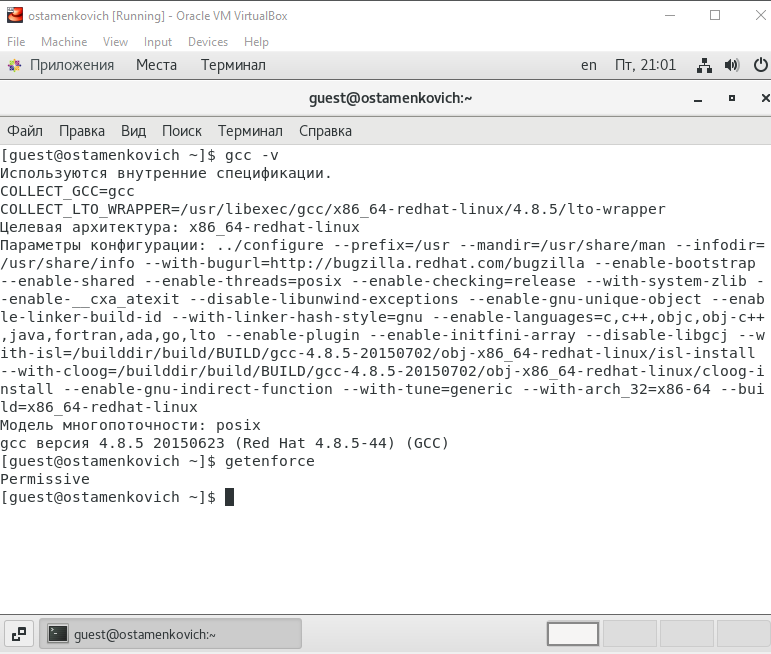 ostamenkovich [Running] - Oracle VM VirtualBox
File Machine View Input Devices Help
Приложения Места Терминал en Пт, 21:01
guest@ostamenkovich:~
Файл Правка Вид Поиск Терминал Справка
[guest@ostamenkovich ~]$ gcc -v
Используются внутренние спецификации.
COLLECT_GCC=gcc
COLLECT_LTO_WRAPPER=/usr/libexec/gcc/x86_64-redhat-linux/4.8.5/lto-wrapper
Целевая архитектура: x86_64-redhat-linux
Параметры конфигурации: ../configure --prefix=/usr --mandir=/usr/share/man --infodir=
/usr/share/info --with-bugurl=http://bugzilla.redhat.com/bugzilla --enable-bootstrap
--enable-shared --enable-threads=posix --enable-checking=release --with-system-zlib -
-enable-__cxa_atexit --disable-libunwind-exceptions --enable-gnu-unique-object --enab
le-linker-build-id --with-linker-hash-style=gnu --enable-languages=c,c++,objc,obj-c++
,java,fortran,ada,go,lto --enable-plugin --enable-initfini-array --disable-libgcj --w
ith-isl=/builddir/build/BUILD/gcc-4.8.5-20150702/obj-x86_64-redhat-linux/isl-install
--with-cloog=/builddir/build/BUILD/gcc-4.8.5-20150702/obj-x86_64-redhat-linux/cloog-i
nstall --enable-gnu-indirect-function --with-tune=generic --with-arch_32=x86-64 --bui
ld=x86_64-redhat-linux
Модель многопоточности: posix
gcc версия 4.8.5 20150623 (Red Hat 4.8.5-44) (GCC)
[guest@ostamenkovich ~]$ getenforce
Permissive
[guest@ostamenkovich ~]$
guest@ostamenkovich:~